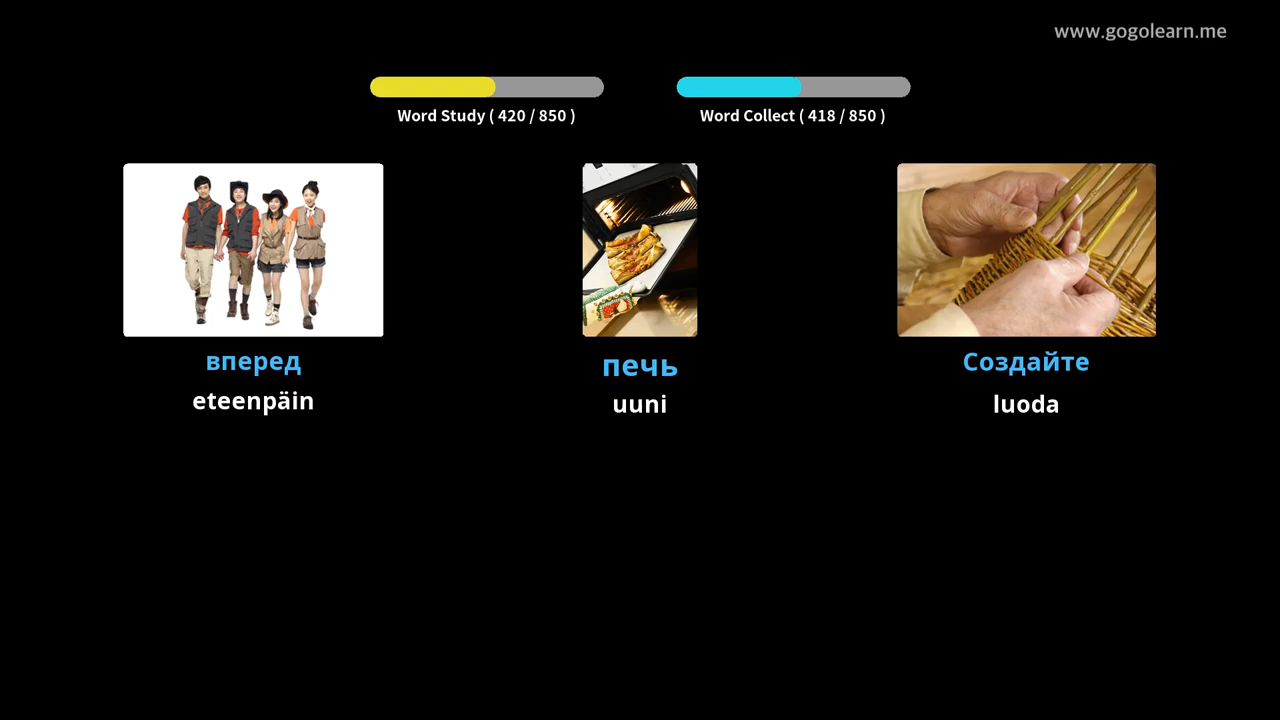 www.gogolearn.me
Word Study ( 420 / 850 )
Word Collect ( 418 / 850 )
вперед
eteenpäin
печь
uuni
Создайте
luoda